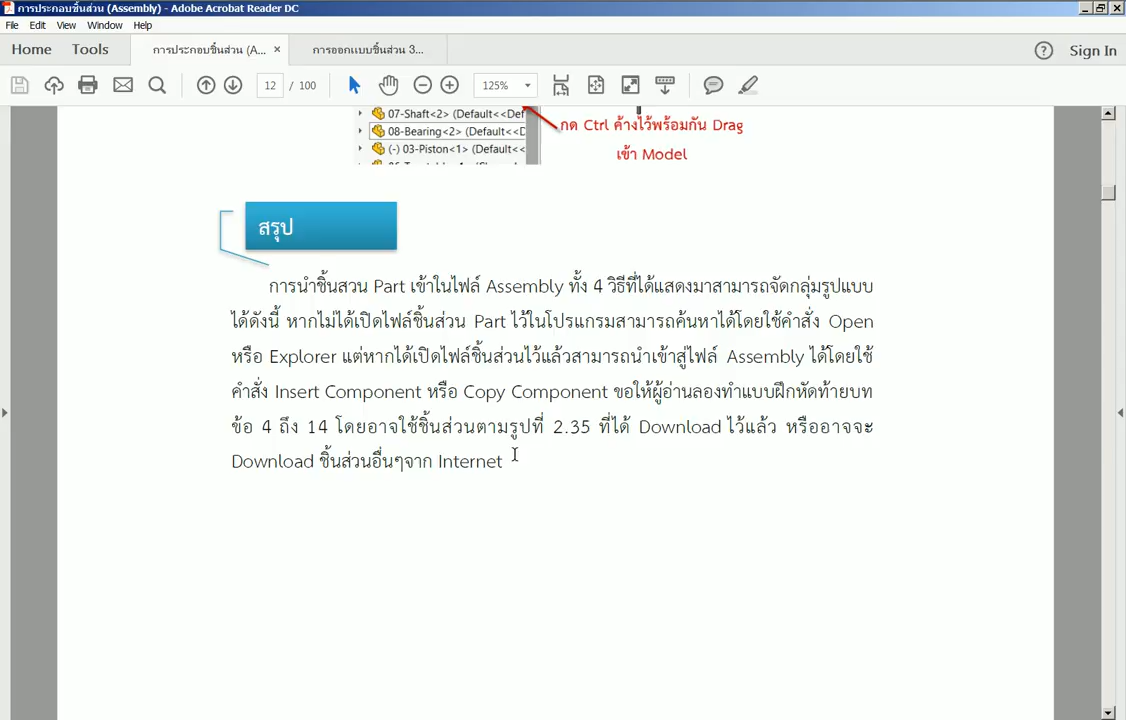 การประกอบชิ้นส่วน (Assembly) - Adobe Acrobat Reader DC
File Edit View Window Help
Home Tools การประกอบชิ้นส่วน (A... × การออกแบบชิ้นส่วน 3... ? Sign In
12 / 100 125%
07-Shaft<2> (Default<<Def
08-Bearing<2> (Default<<D
(-) 03-Piston<1> (Default<<
กด Ctrl ค้างไว้พร้อมกัน Drag
เข้า Model
สรุป
การนำชิ้นสวน Part เข้าในไฟล์ Assembly ทั้ง 4 วิธีที่ได้แสดงมาสามารถจัดกลุ่มรูปแบบ
ได้ดังนี้ หากไม่ได้เปิดไฟล์ชิ้นส่วน Part ไว้ในโปรแกรมสามารถค้นหาได้โดยใช้คำสั่ง Open
หรือ Explorer แต่หากได้เปิดไฟล์ชิ้นส่วนไว้แล้วสามารถนำเข้าสู่ไฟล์ Assembly ได้โดยใช้
คำสั่ง Insert Component หรือ Copy Component ขอให้ผู้อ่านลองทำแบบฝึกหัดท้ายบท
ข้อ 4 ถึง 14 โดยอาจใช้ชิ้นส่วนตามรูปที่ 2.35 ที่ได้ Download ไว้แล้ว หรืออาจจะ
Download ชิ้นส่วนอื่นๆจาก Internet